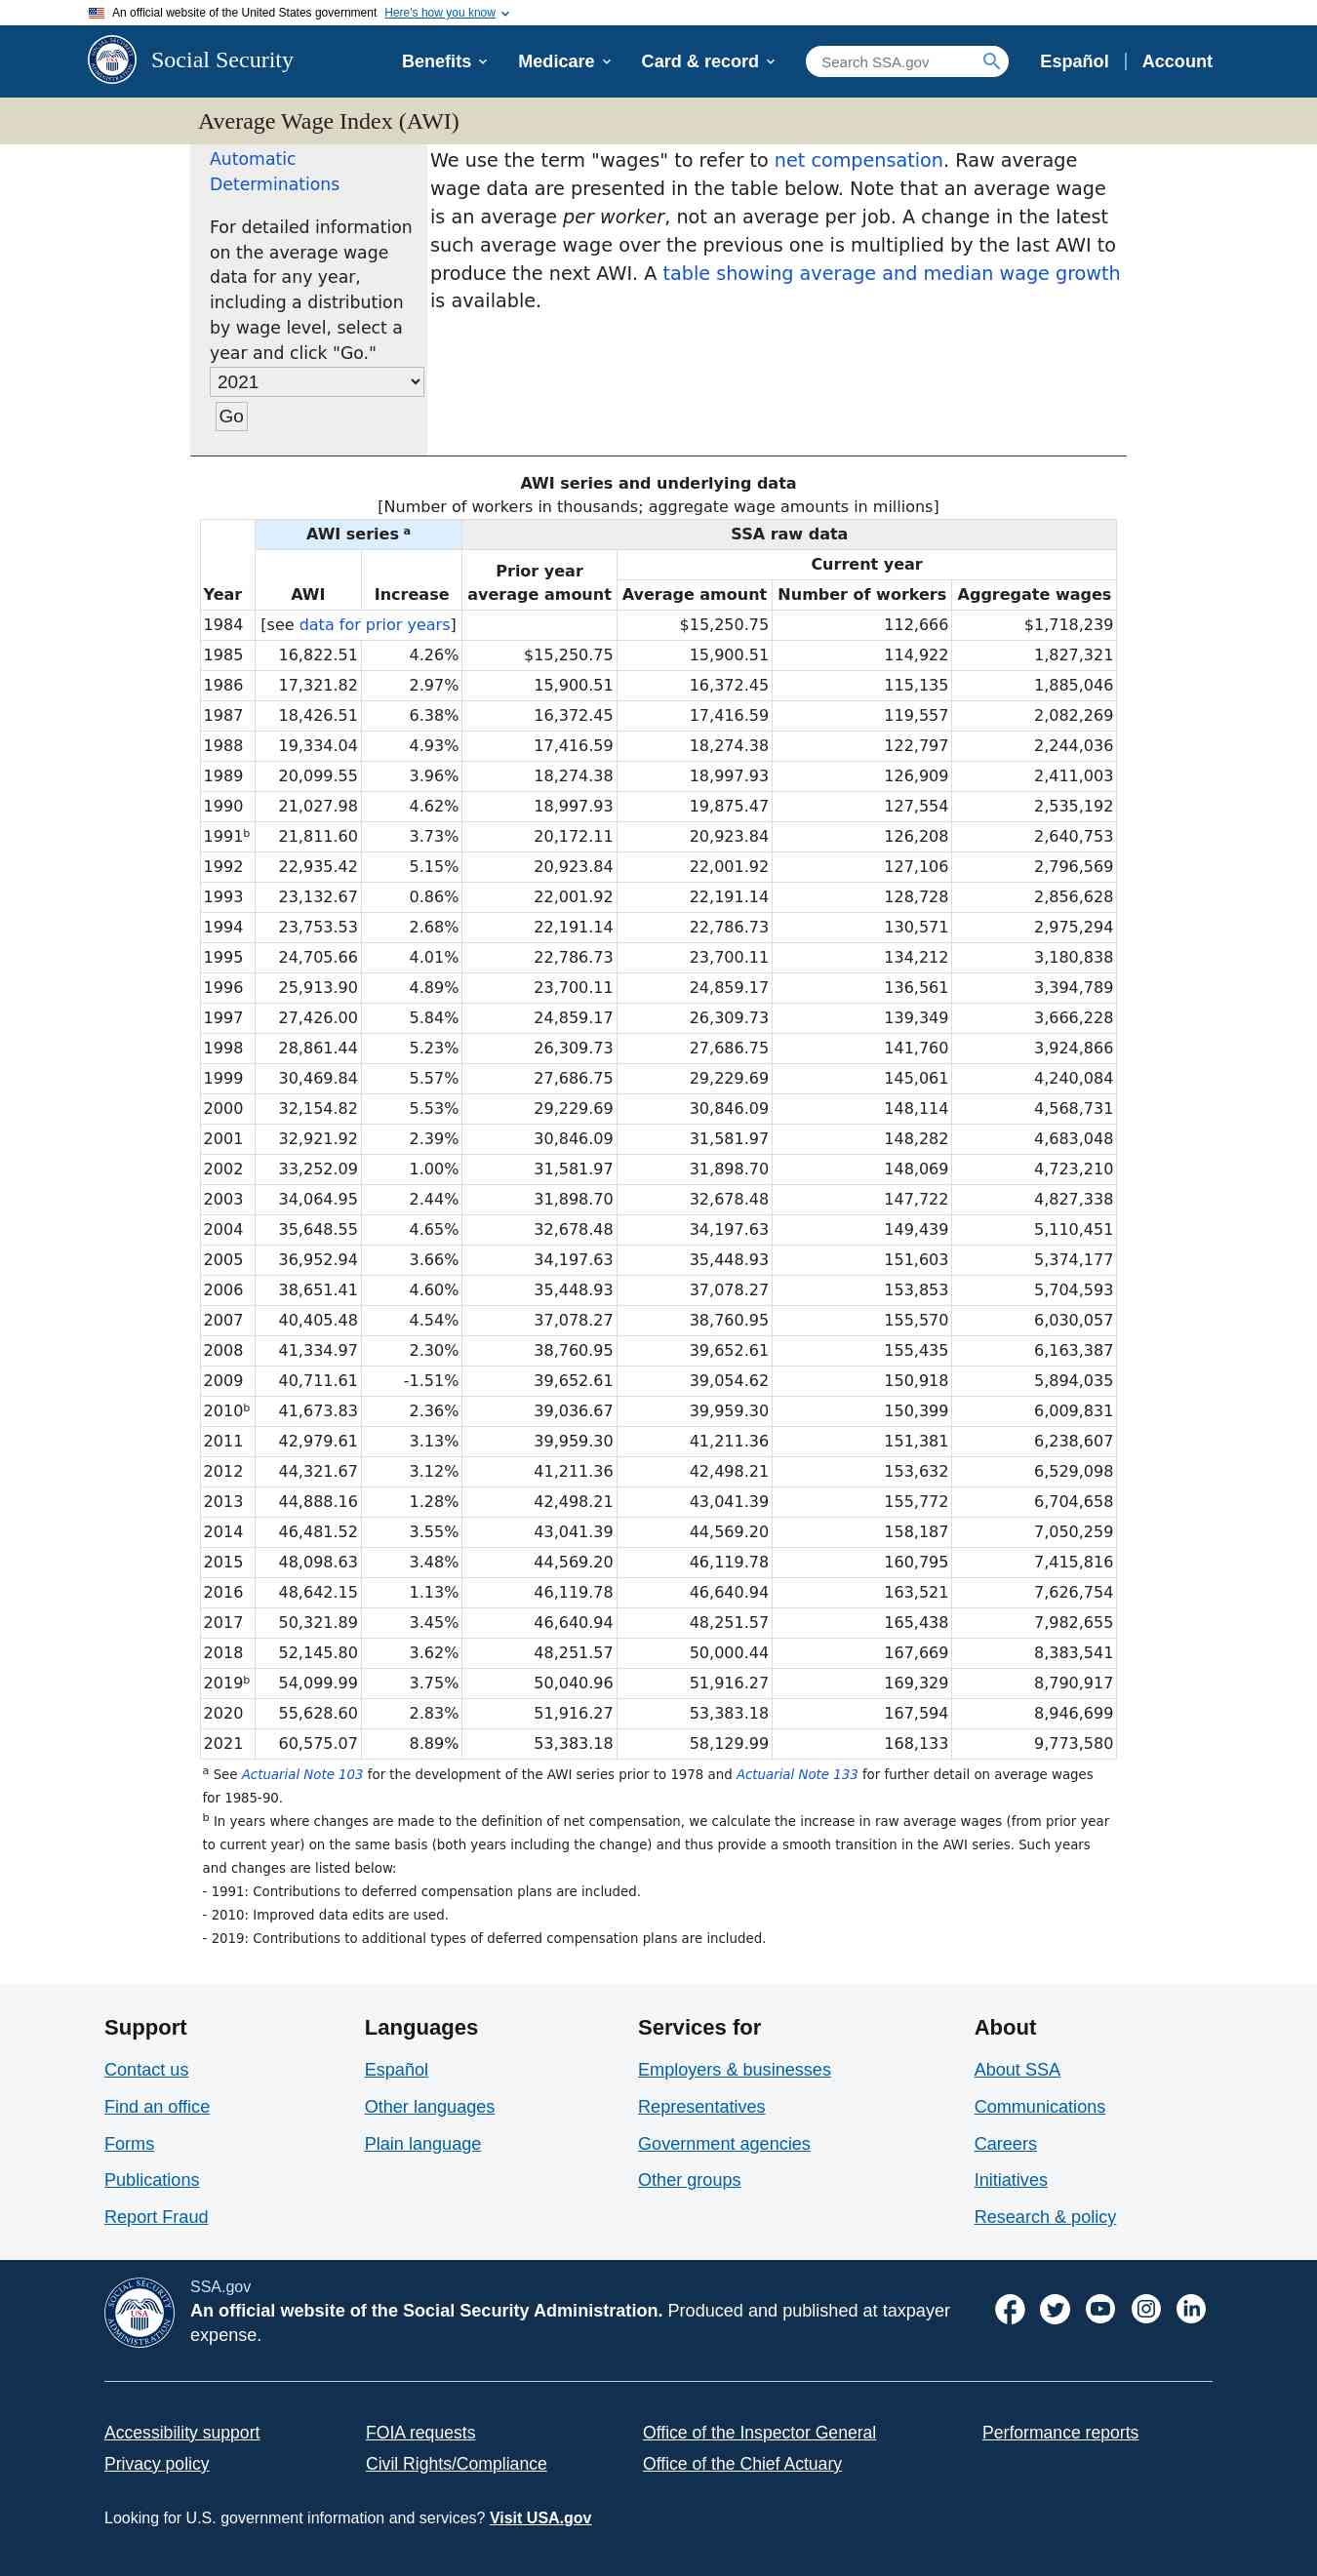 An official website of the United States government Here's how you know
Social Security
Benefits
Medicare
Card & record
Search SSA.gov
Español
Account
Average Wage Index (AWI)
Automatic
Determinations
For detailed information
on the average wage
data for any year,
including a distribution
by wage level, select a
year and click "Go."
2021
Go
We use the term "wages" to refer to net compensation. Raw average
wage data are presented in the table below. Note that an average wage
is an average per worker, not an average per job. A change in the latest
such average wage over the previous one is multiplied by the last AWI to
produce the next AWI. A table showing average and median wage growth
is available.
AWI series and underlying data
[Number of workers in thousands; aggregate wage amounts in millions]
AWI series a SSA raw data
Current year
Prior year
Year AWI Increase average amount Average amount Number of workers Aggregate wages
1984 [see data for prior years] $15,250.75 112,666 $1,718,239
1985 16,822.51 4.26% $15,250.75 15,900.51 114,922 1,827,321
1986 17,321.82 2.97% 15,900.51 16,372.45 115,135 1,885,046
1987 18,426.51 6.38% 16,372.45 17,416.59 119,557 2,082,269
1988 19,334.04 4.93% 17,416.59 18,274.38 122,797 2,244,036
1989 20,099.55 3.96% 18,274.38 18,997.93 126,909 2,411,003
1990 21,027.98 4.62% 18,997.93 19,875.47 127,554 2,535,192
1991b 21,811.60 3.73% 20,172.11 20,923.84 126,208 2,640,753
1992 22,935.42 5.15% 20,923.84 22,001.92 127,106 2,796,569
1993 23,132.67 0.86% 22,001.92 22,191.14 128,728 2,856,628
1994 23,753.53 2.68% 22,191.14 22,786.73 130,571 2,975,294
1995 24,705.66 4.01% 22,786.73 23,700.11 134,212 3,180,838
1996 25,913.90 4.89% 23,700.11 24,859.17 136,561 3,394,789
1997 27,426.00 5.84% 24,859.17 26,309.73 139,349 3,666,228
1998 28,861.44 5.23% 26,309.73 27,686.75 141,760 3,924,866
1999 30,469.84 5.57% 27,686.75 29,229.69 145,061 4,240,084
2000 32,154.82 5.53% 29,229.69 30,846.09 148,114 4,568,731
2001 32,921.92 2.39% 30,846.09 31,581.97 148,282 4,683,048
2002 33,252.09 1.00% 31,581.97 31,898.70 148,069 4,723,210
2003 34,064.95 2.44% 31,898.70 32,678.48 147,722 4,827,338
2004 35,648.55 4.65% 32,678.48 34,197.63 149,439 5,110,451
2005 36,952.94 3.66% 34,197.63 35,448.93 151,603 5,374,177
2006 38,651.41 4.60% 35,448.93 37,078.27 153,853 5,704,593
2007 40,405.48 4.54% 37,078.27 38,760.95 155,570 6,030,057
2008 41,334.97 2.30% 38,760.95 39,652.61 155,435 6,163,387
2009 40,711.61 -1.51% 39,652.61 39,054.62 150,918 5,894,035
2010b 41,673.83 2.36% 39,036.67 39,959.30 150,399 6,009,831
2011 42,979.61 3.13% 39,959.30 41,211.36 151,381 6,238,607
2012 44,321.67 3.12% 41,211.36 42,498.21 153,632 6,529,098
2013 44,888.16 1.28% 42,498.21 43,041.39 155,772 6,704,658
2014 46,481.52 3.55% 43,041.39 44,569.20 158,187 7,050,259
2015 48,098.63 3.48% 44,569.20 46,119.78 160,795 7,415,816
2016 48,642.15 1.13% 46,119.78 46,640.94 163,521 7,626,754
2017 50,321.89 3.45% 46,640.94 48,251.57 165,438 7,982,655
2018 52,145.80 3.62% 48,251.57 50,000.44 167,669 8,383,541
2019b 54,099.99 3.75% 50,040.96 51,916.27 169,329 8,790,917
2020 55,628.60 2.83% 51,916.27 53,383.18 167,594 8,946,699
2021 60,575.07 8.89% 53,383.18 58,129.99 168,133 9,773,580
a See Actuarial Note 103 for the development of the AWI series prior to 1978 and Actuarial Note 133 for further detail on average wages
for 1985-90.
b In years where changes are made to the definition of net compensation, we calculate the increase in raw average wages (from prior year
to current year) on the same basis (both years including the change) and thus provide a smooth transition in the AWI series. Such years
and changes are listed below:
- 1991: Contributions to deferred compensation plans are included.
- 2010: Improved data edits are used.
- 2019: Contributions to additional types of deferred compensation plans are included.
Support
Contact us
Find an office
Forms
Publications
Report Fraud
Languages
Español
Other languages
Plain language
Services for
Employers & businesses
Representatives
Government agencies
Other groups
About
About SSA
Communications
Careers
Initiatives
Research & policy
SOCIAL SECURITY
USA
ADMINISTRATION
SSA.gov
An official website of the Social Security Administration. Produced and published at taxpayer
expense.
Accessibility support
FOIA requests
Office of the Inspector General
Performance reports
Privacy policy
Civil Rights/Compliance
Office of the Chief Actuary
Looking for U.S. government information and services? Visit USA.gov